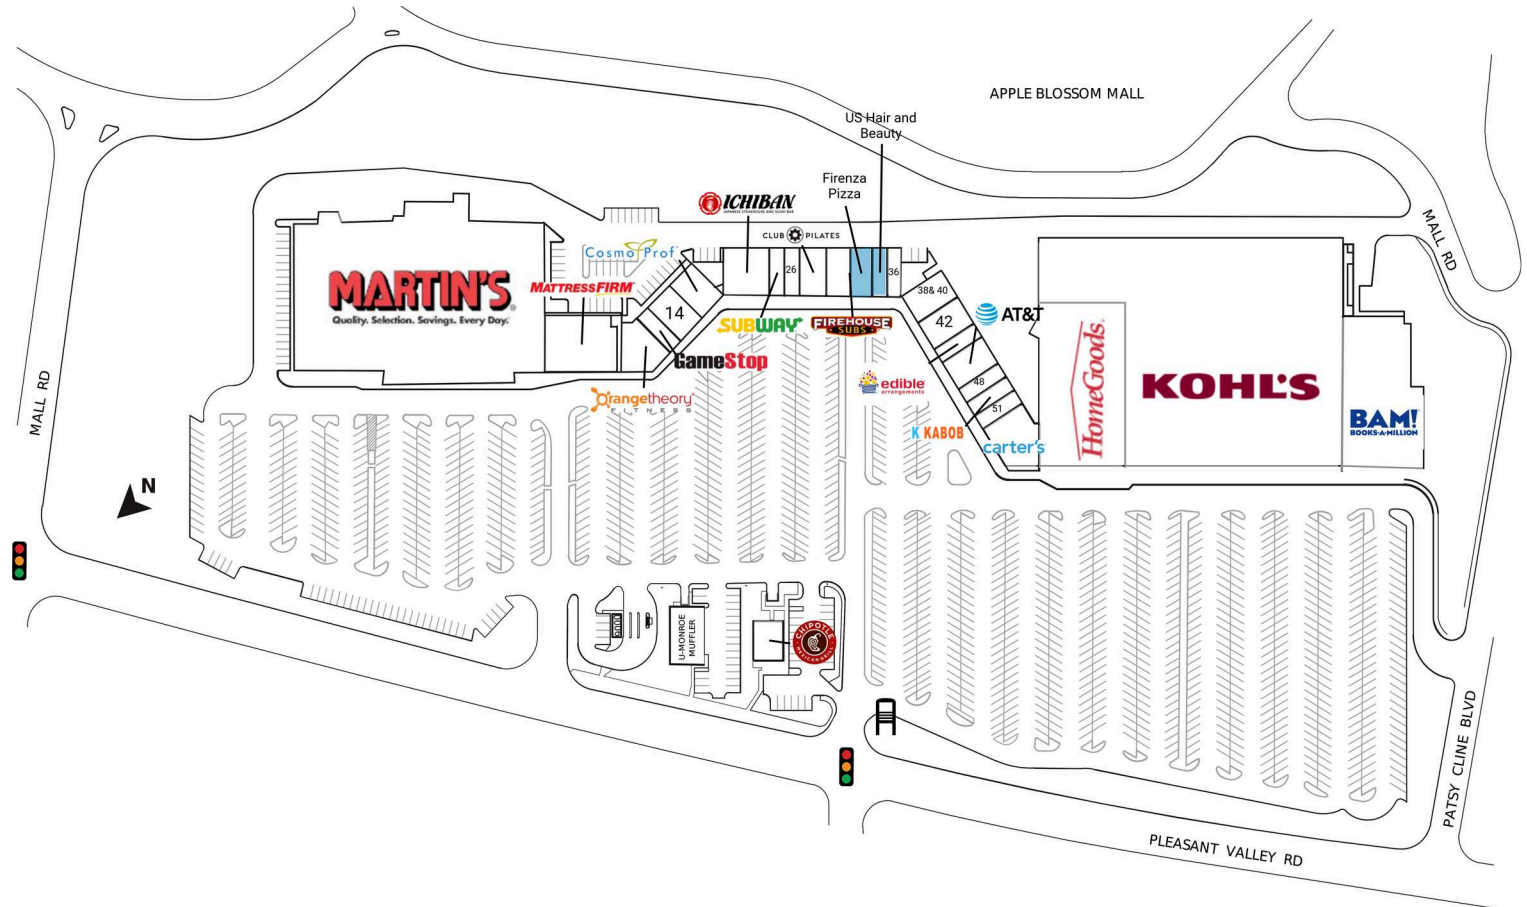 APPLE BLOSSOM MALL
US Hair and
Beauty
Firenza
Pizza
ICHIBAN
JAPANESE STEAKHOUSE AND SUSHI BAR
CLUB PILATES
MALL RD
CosmoProf
MATTRESSFIRM
MARTIN'S
Quality. Selection. Savings. Every Day.
26
36
38& 40
14
42
AT&T
SUBWAY
FIREHOUSE
SUBS
GameStop
HomeGoods
KOHL'S
edible
arrangements
48
51
orangetheory
FITNESS
K KABOB
carter's
BAM!
BOOKS-A-MILLION
MALL RD
N
U-MONROE
MUFFLER
CHIPOTLE
MEXICAN GRILL
PATSY CLINE BLVD
PLEASANT VALLEY RD